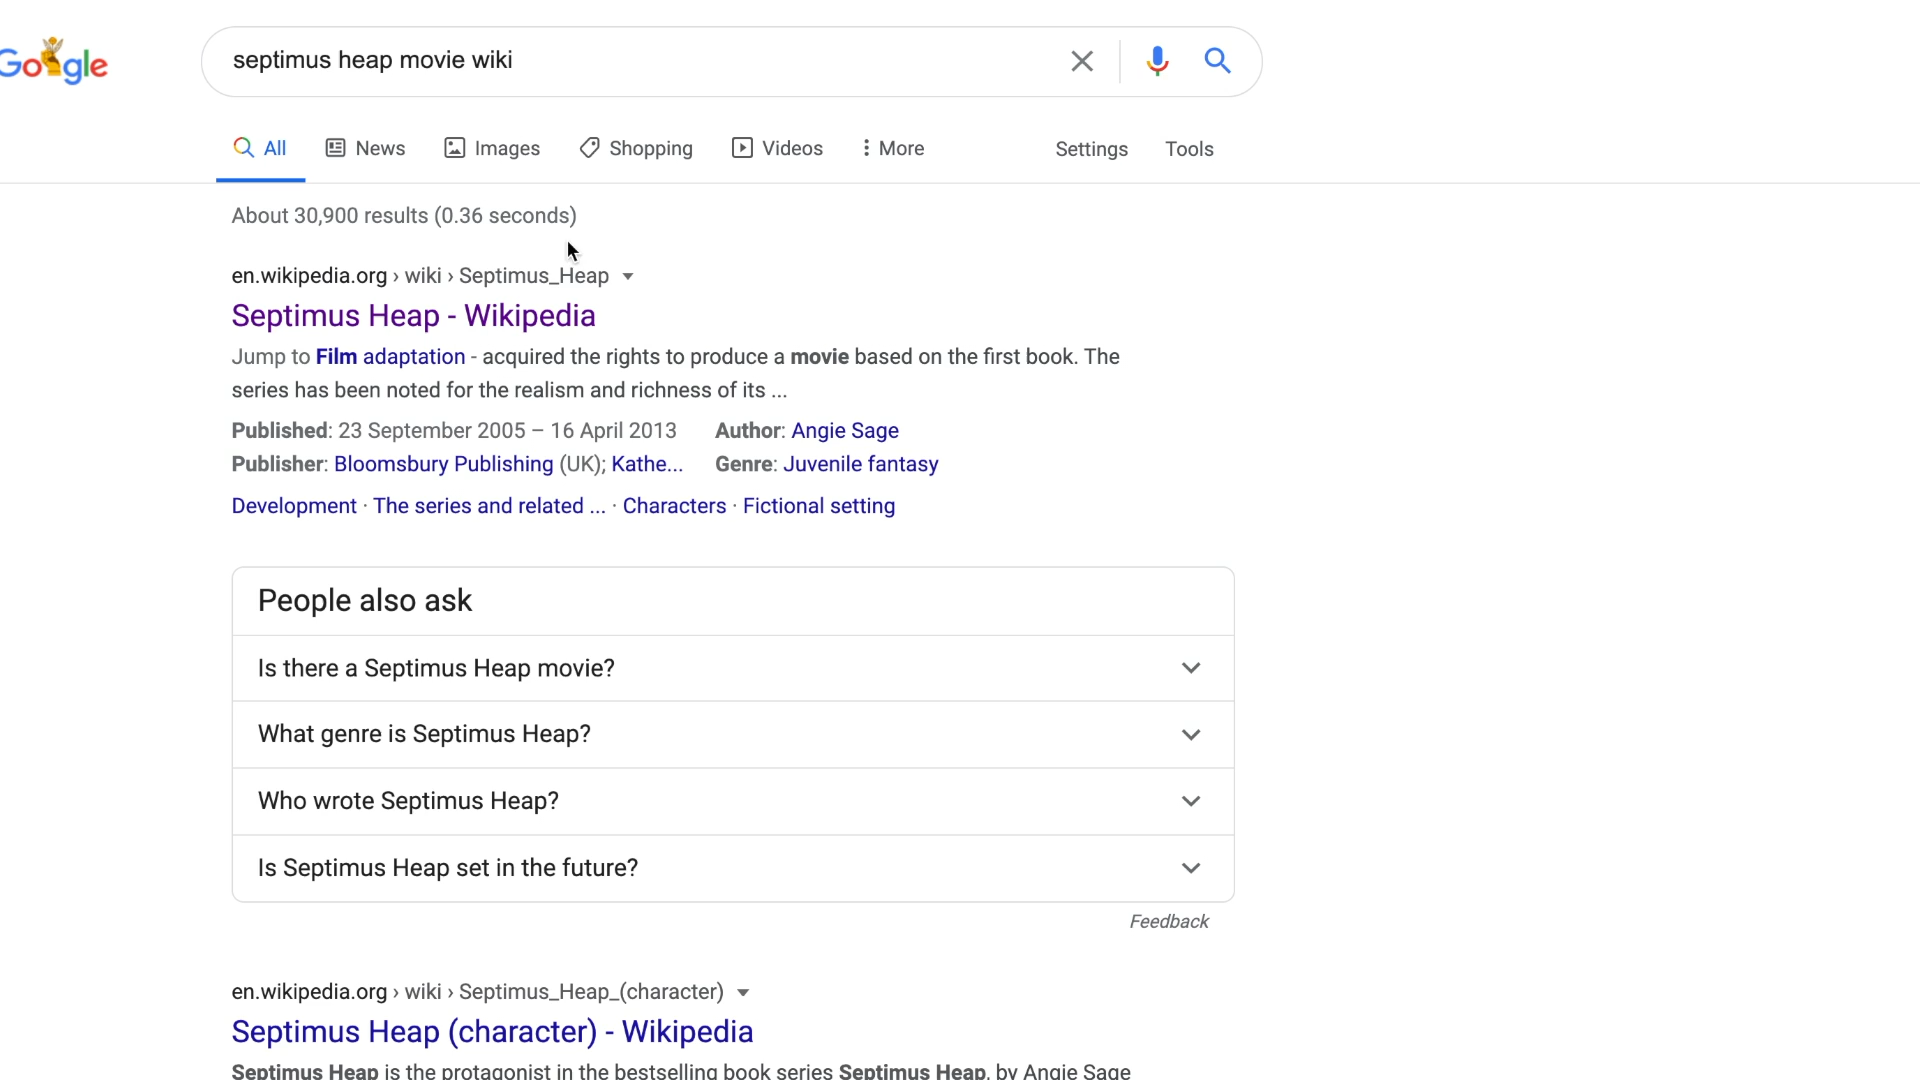 Google
septimus heap movie wiki
All News Images Shopping Videos More Settings Tools
About 30,900 results (0.36 seconds)
en.wikipedia.org › wiki › Septimus_Heap
Septimus Heap - Wikipedia
Jump to Film adaptation - acquired the rights to produce a movie based on the first book. The
series has been noted for the realism and richness of its ...
Published: 23 September 2005 – 16 April 2013 Author: Angie Sage
Publisher: Bloomsbury Publishing (UK); Kathe... Genre: Juvenile fantasy
Development · The series and related ... · Characters · Fictional setting
People also ask
Is there a Septimus Heap movie?
What genre is Septimus Heap?
Who wrote Septimus Heap?
Is Septimus Heap set in the future?
Feedback
en.wikipedia.org › wiki › Septimus_Heap_(character)
Septimus Heap (character) - Wikipedia
Septimus Heap is the protagonist in the bestselling book series Septimus Heap, by Angie Sage